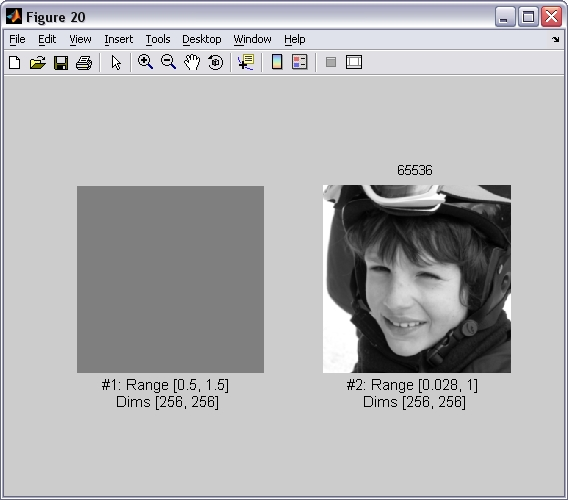 Figure 20
File Edit View Insert Tools Desktop Window Help
65536
#1: Range [0.5, 1.5]
Dims [256, 256]
#2: Range [0.028, 1]
Dims [256, 256]